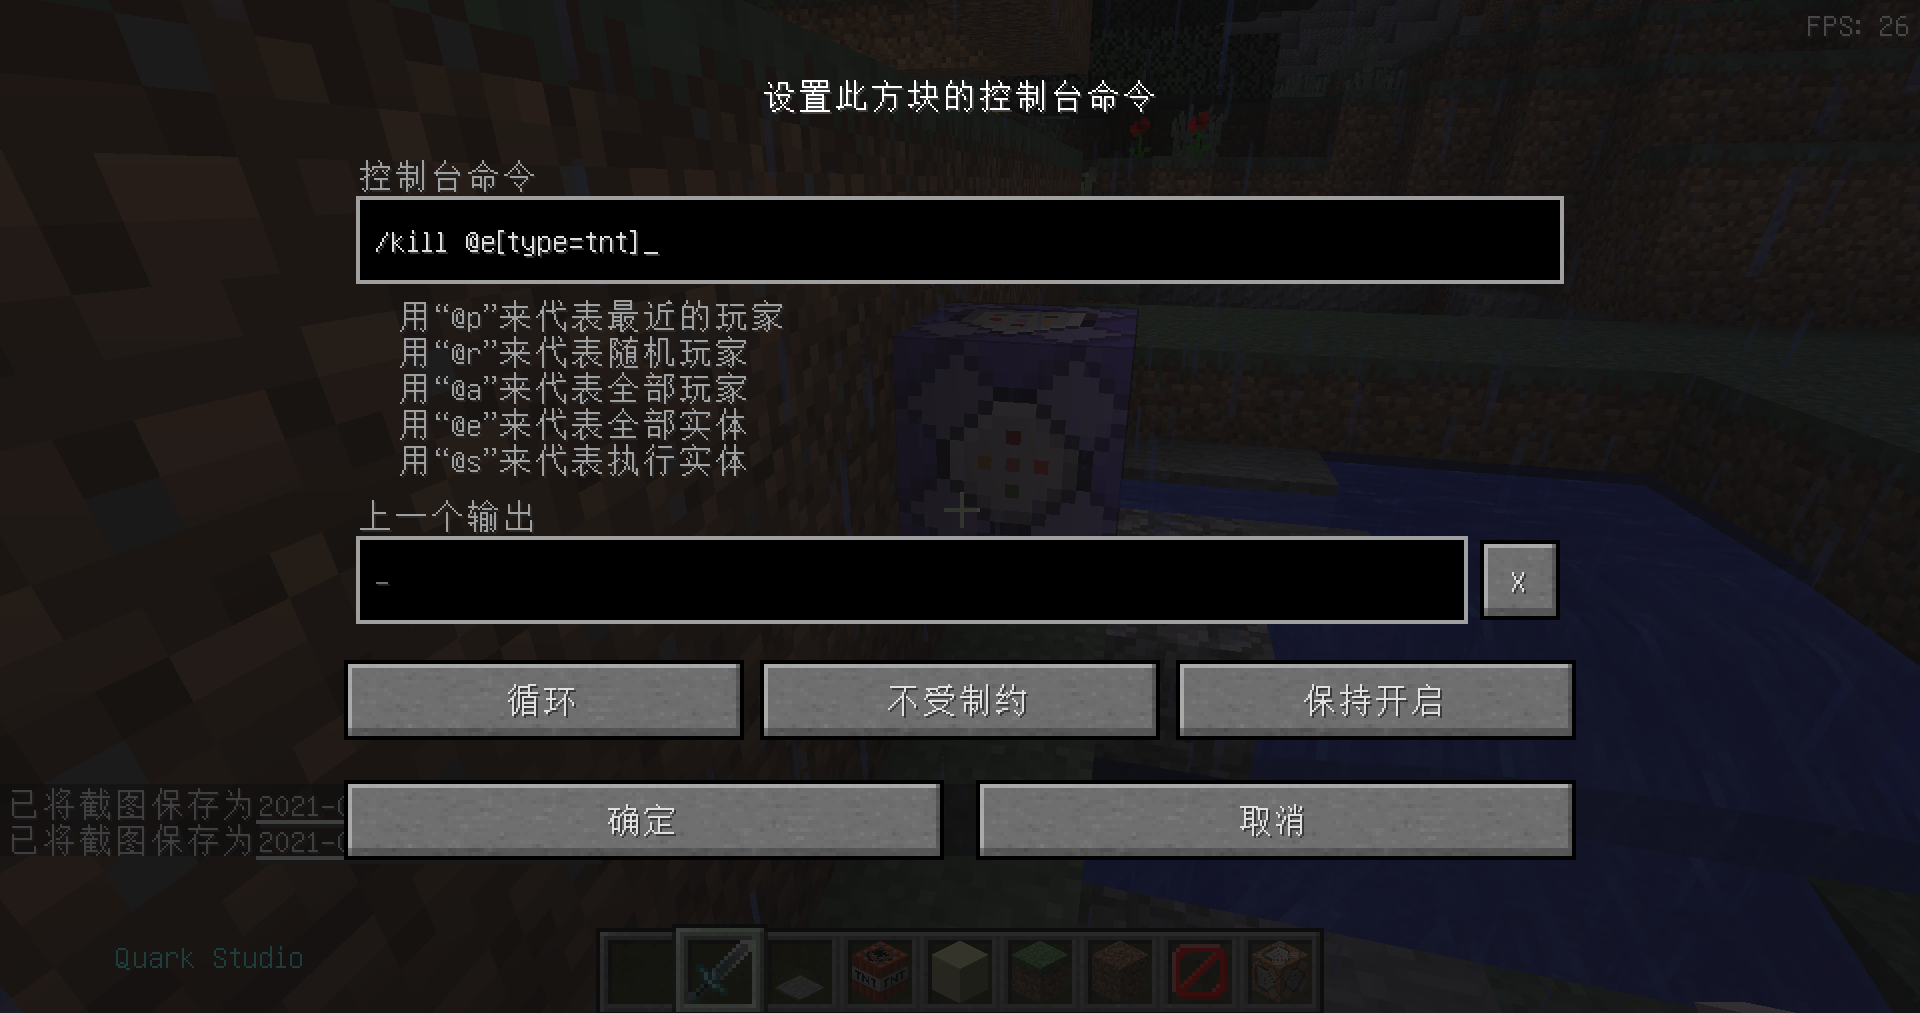 FPS: 26
设置此方块的控制台命令
控制台命令
/kill @e[type=tnt]_
用“@p”来代表最近的玩家
用“@r”来代表随机玩家
用“@a”来代表全部玩家
用“@e”来代表全部实体
用“@s”来代表执行实体
上一个输出
-
X
循环
不受制约
保持开启
已将截图保存为2021-0
已将截图保存为2021-0
确定
取消
Quark Studio
TNT TNT